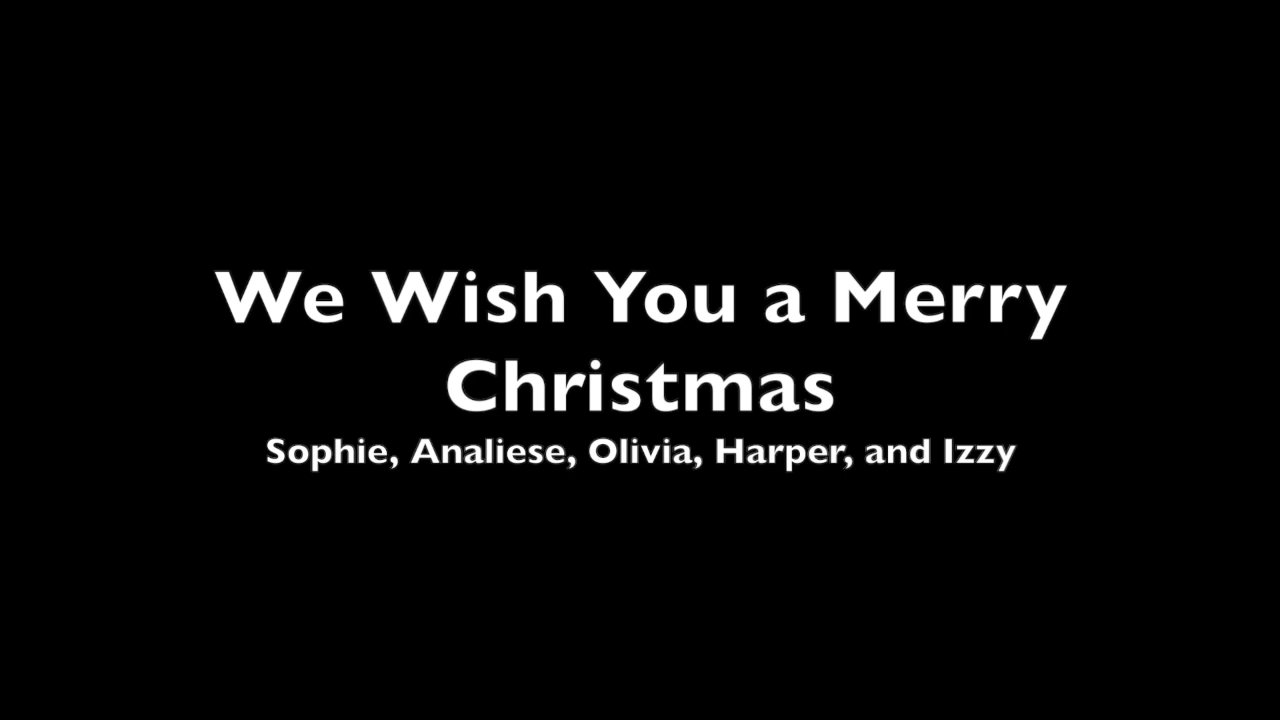 We Wish You a Merry
Christmas
Sophie, Analiese, Olivia, Harper, and Izzy